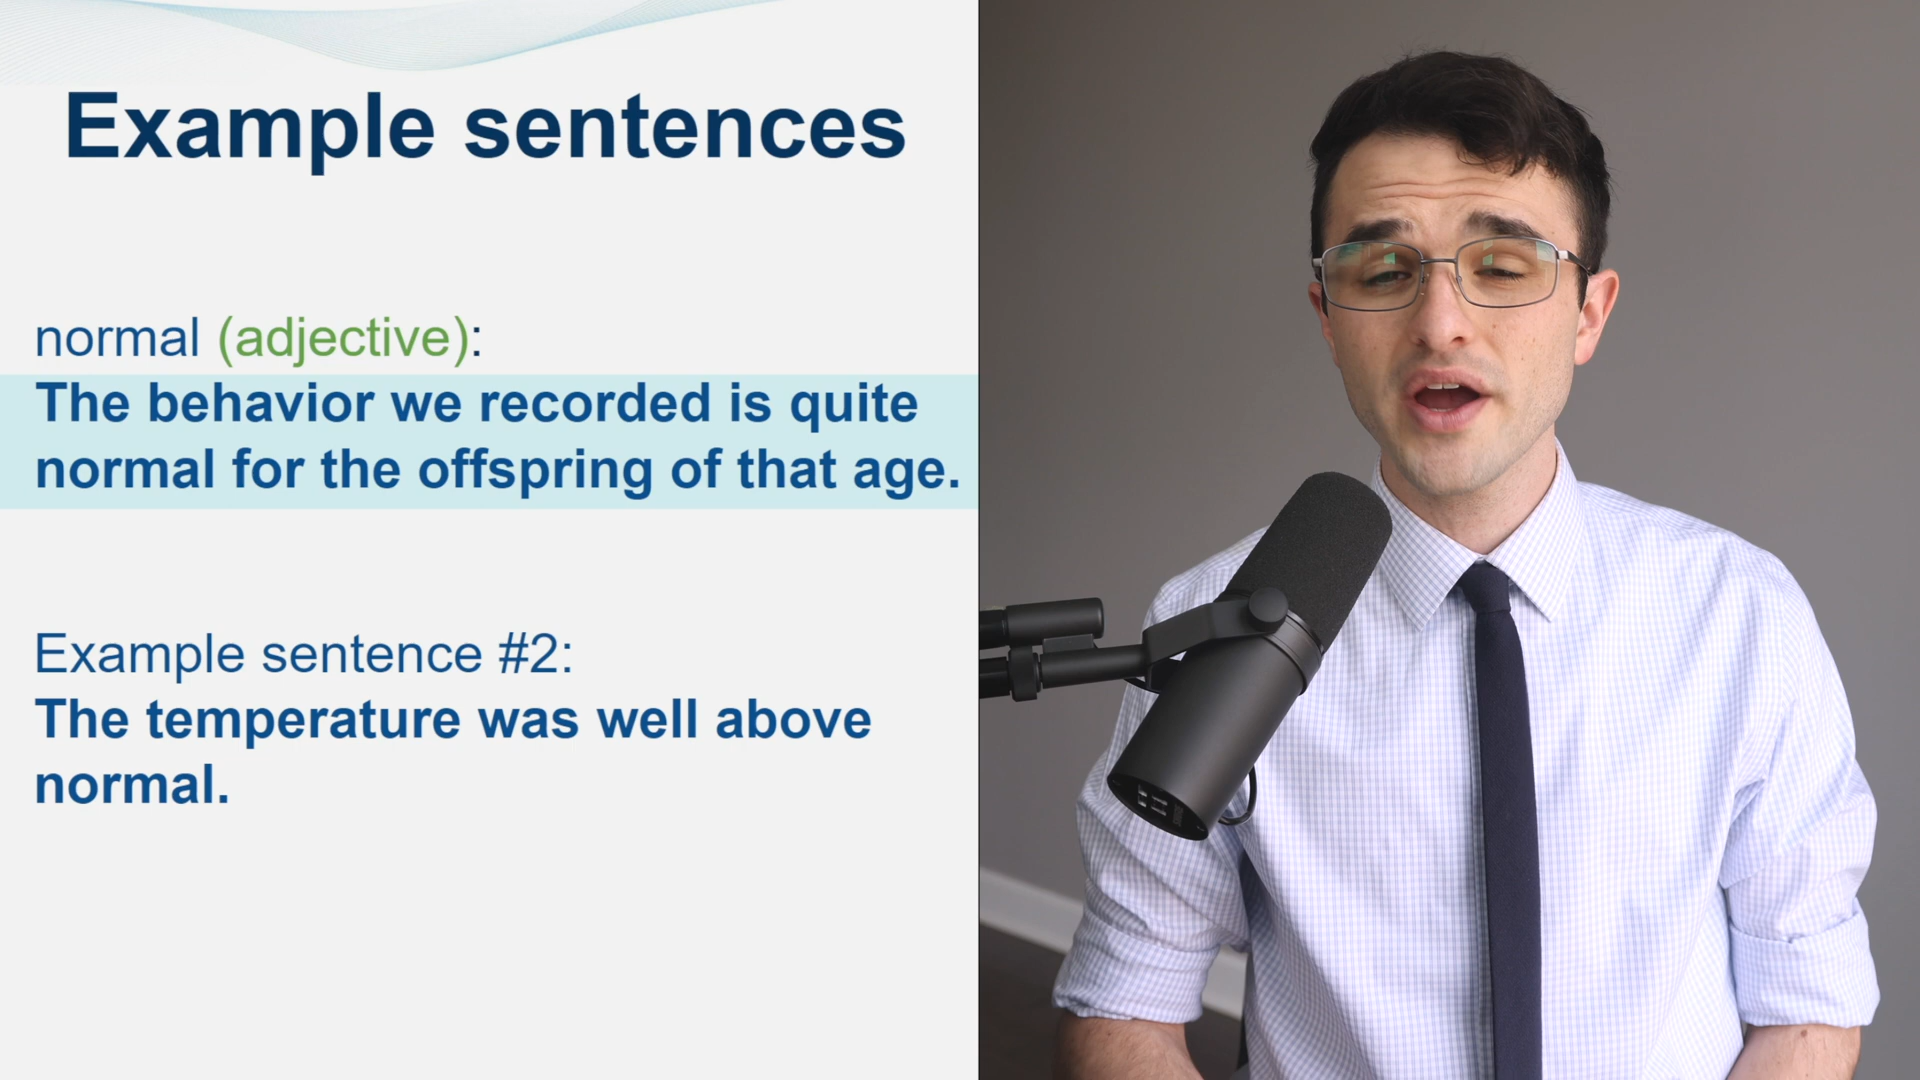 Example sentences
normal (adjective):
The behavior we recorded is quite
normal for the offspring of that age.
Example sentence #2:
The temperature was well above
normal.